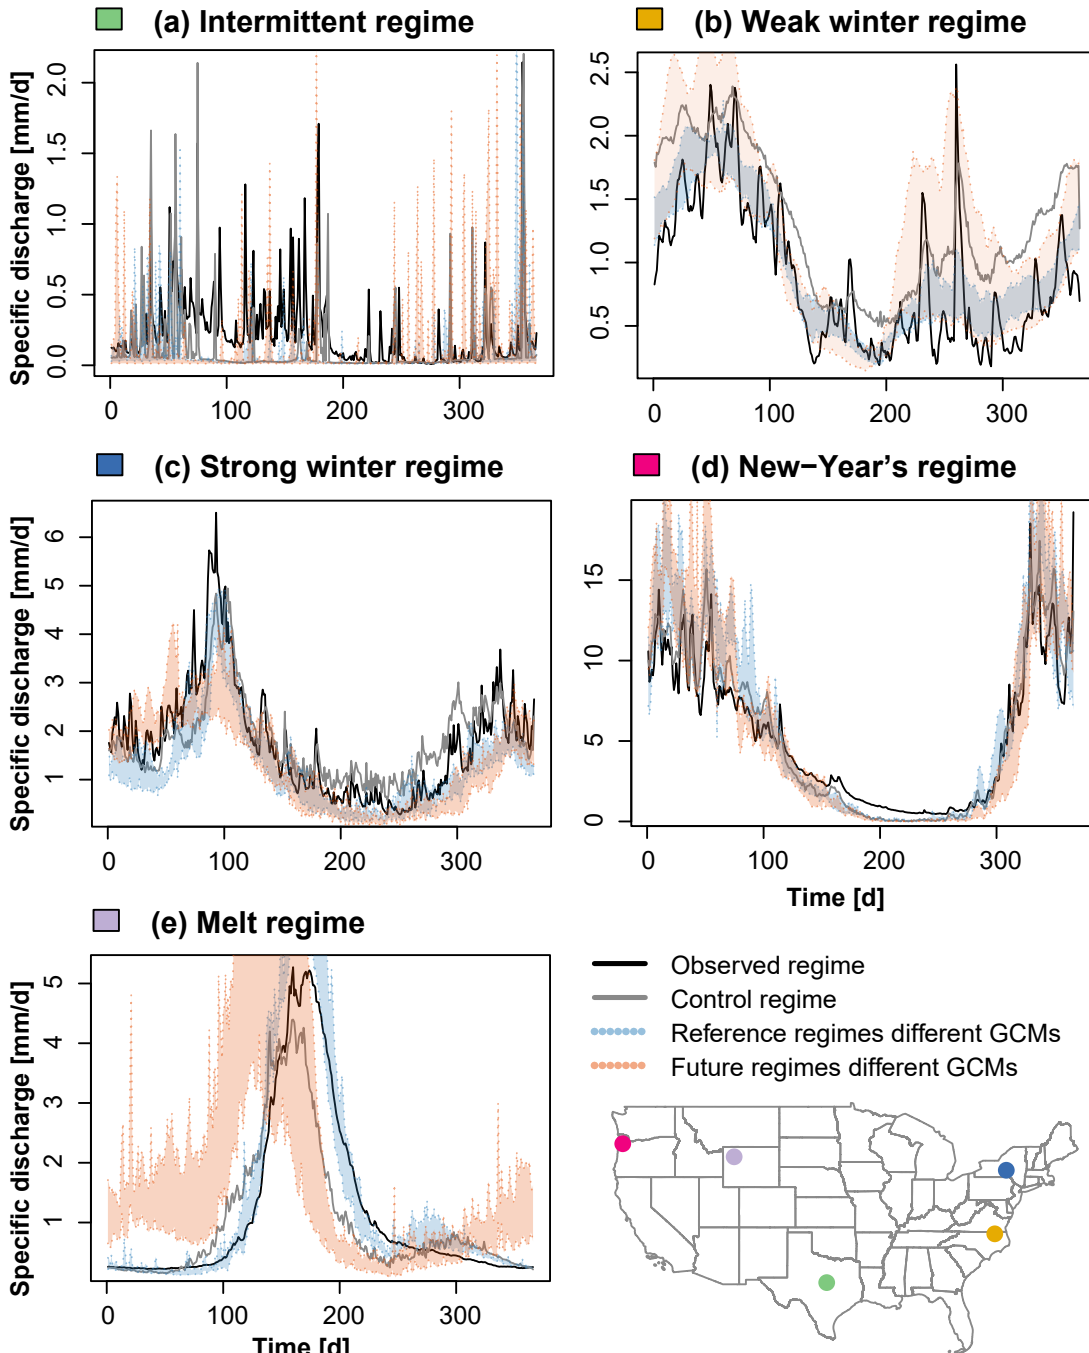 (a) Intermittent regime
Specific discharge [mm/d]
2.0
1.5
1.0
0.5
0.0
0 100 200 300
(b) Weak winter regime
2.5
2.0
1.5
1.0
0.5
0 100 200 300
(c) Strong winter regime
Specific discharge [mm/d]
6
5
4
3
2
1
0 100 200 300
(d) New−Year's regime
15
10
5
0
0 100 200 300
Time [d]
(e) Melt regime
Specific discharge [mm/d]
5
4
3
2
1
0 100 200 300
Time [d]
Observed regime
Control regime
Reference regimes different GCMs
Future regimes different GCMs